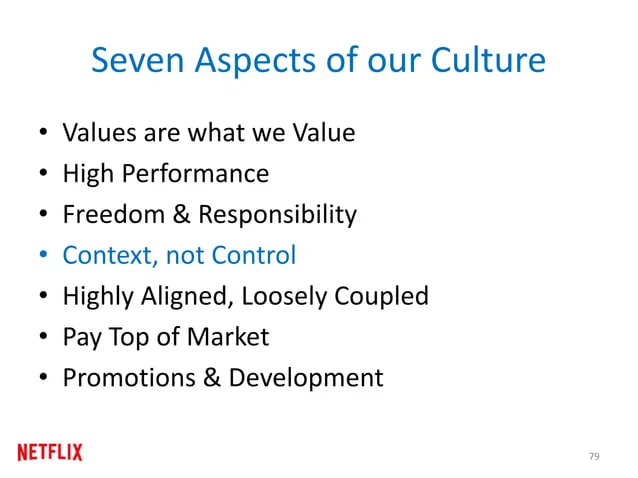 Seven Aspects of our Culture
• Values are what we Value
• High Performance
• Freedom & Responsibility
• Context, not Control
• Highly Aligned, Loosely Coupled
• Pay Top of Market
• Promotions & Development
NETFLIX
79